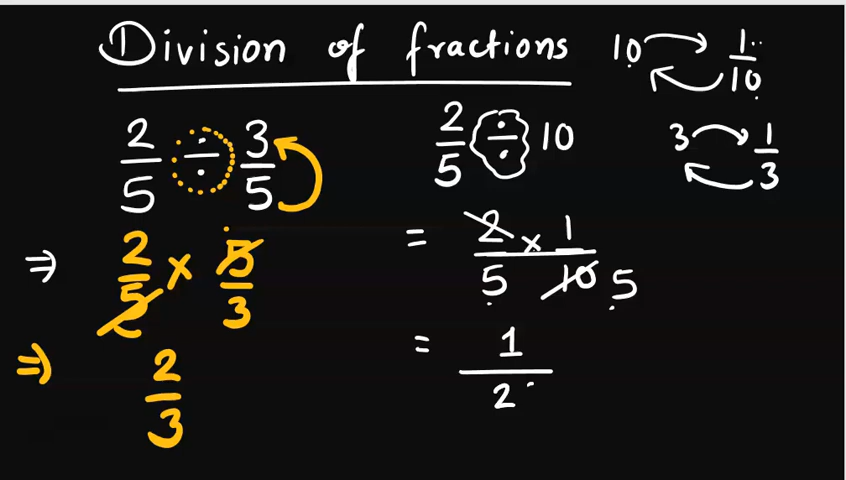 Division of fractions
10 1/10
2/5 ÷ 3/5
2/5 ÷ 10
3 1/3
⇒ 2/5 × 5/3
= 2/5 × 1/10 5
⇒ 2/3
= 1/2